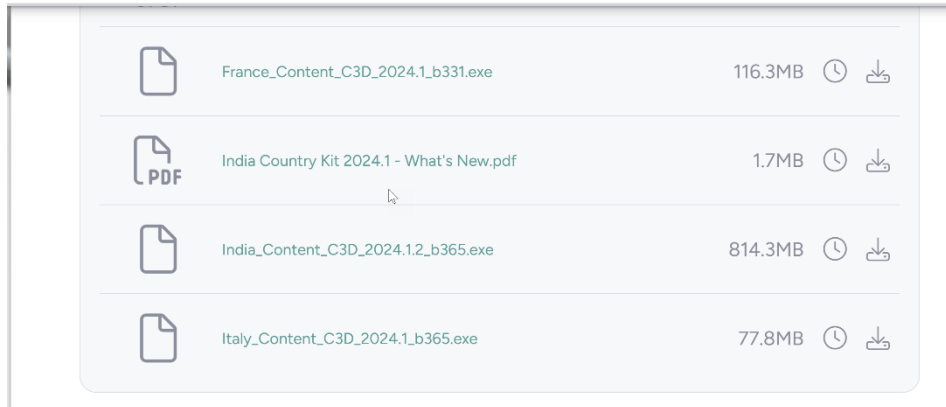 France_Content_C3D_2024.1_b331.exe 116.3MB
PDF India Country Kit 2024.1 - What's New.pdf 1.7MB
India_Content_C3D_2024.1.2_b365.exe 814.3MB
Italy_Content_C3D_2024.1_b365.exe 77.8MB